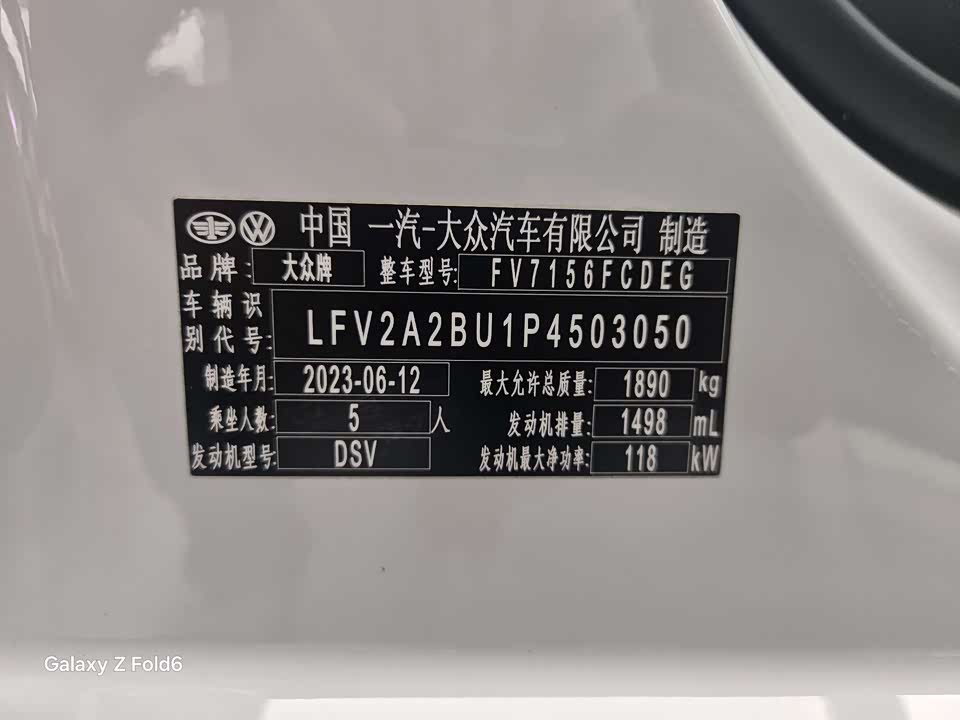 中国 一汽-大众汽车有限公司 制造
品牌: 大众牌 整车型号: FV7156FCDEG
车辆识别代号: LFV2A2BU1P4503050
制造年月: 2023-06-12 最大允许总质量: 1890 kg
乘坐人数: 5 人 发动机排量: 1498 mL
发动机型号: DSV 发动机最大净功率: 118 kW
Galaxy Z Fold6